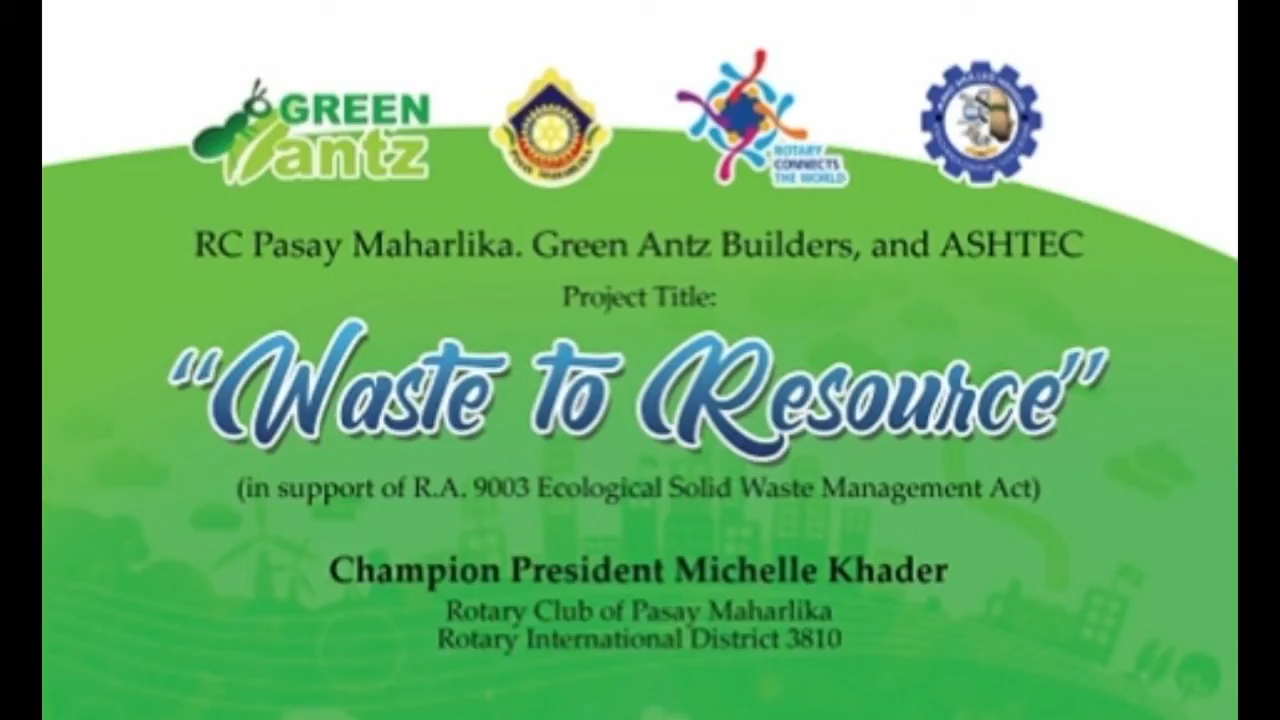 GREEN
antz
ROTARY
CONNECTS
THE WORLD
RC Pasay Maharlika. Green Antz Builders, and ASHTEC
Project Title:
“Waste to Resource”
(in support of R.A. 9003 Ecological Solid Waste Management Act)
Champion President Michelle Khader
Rotary Club of Pasay Maharlika
Rotary International District 3810